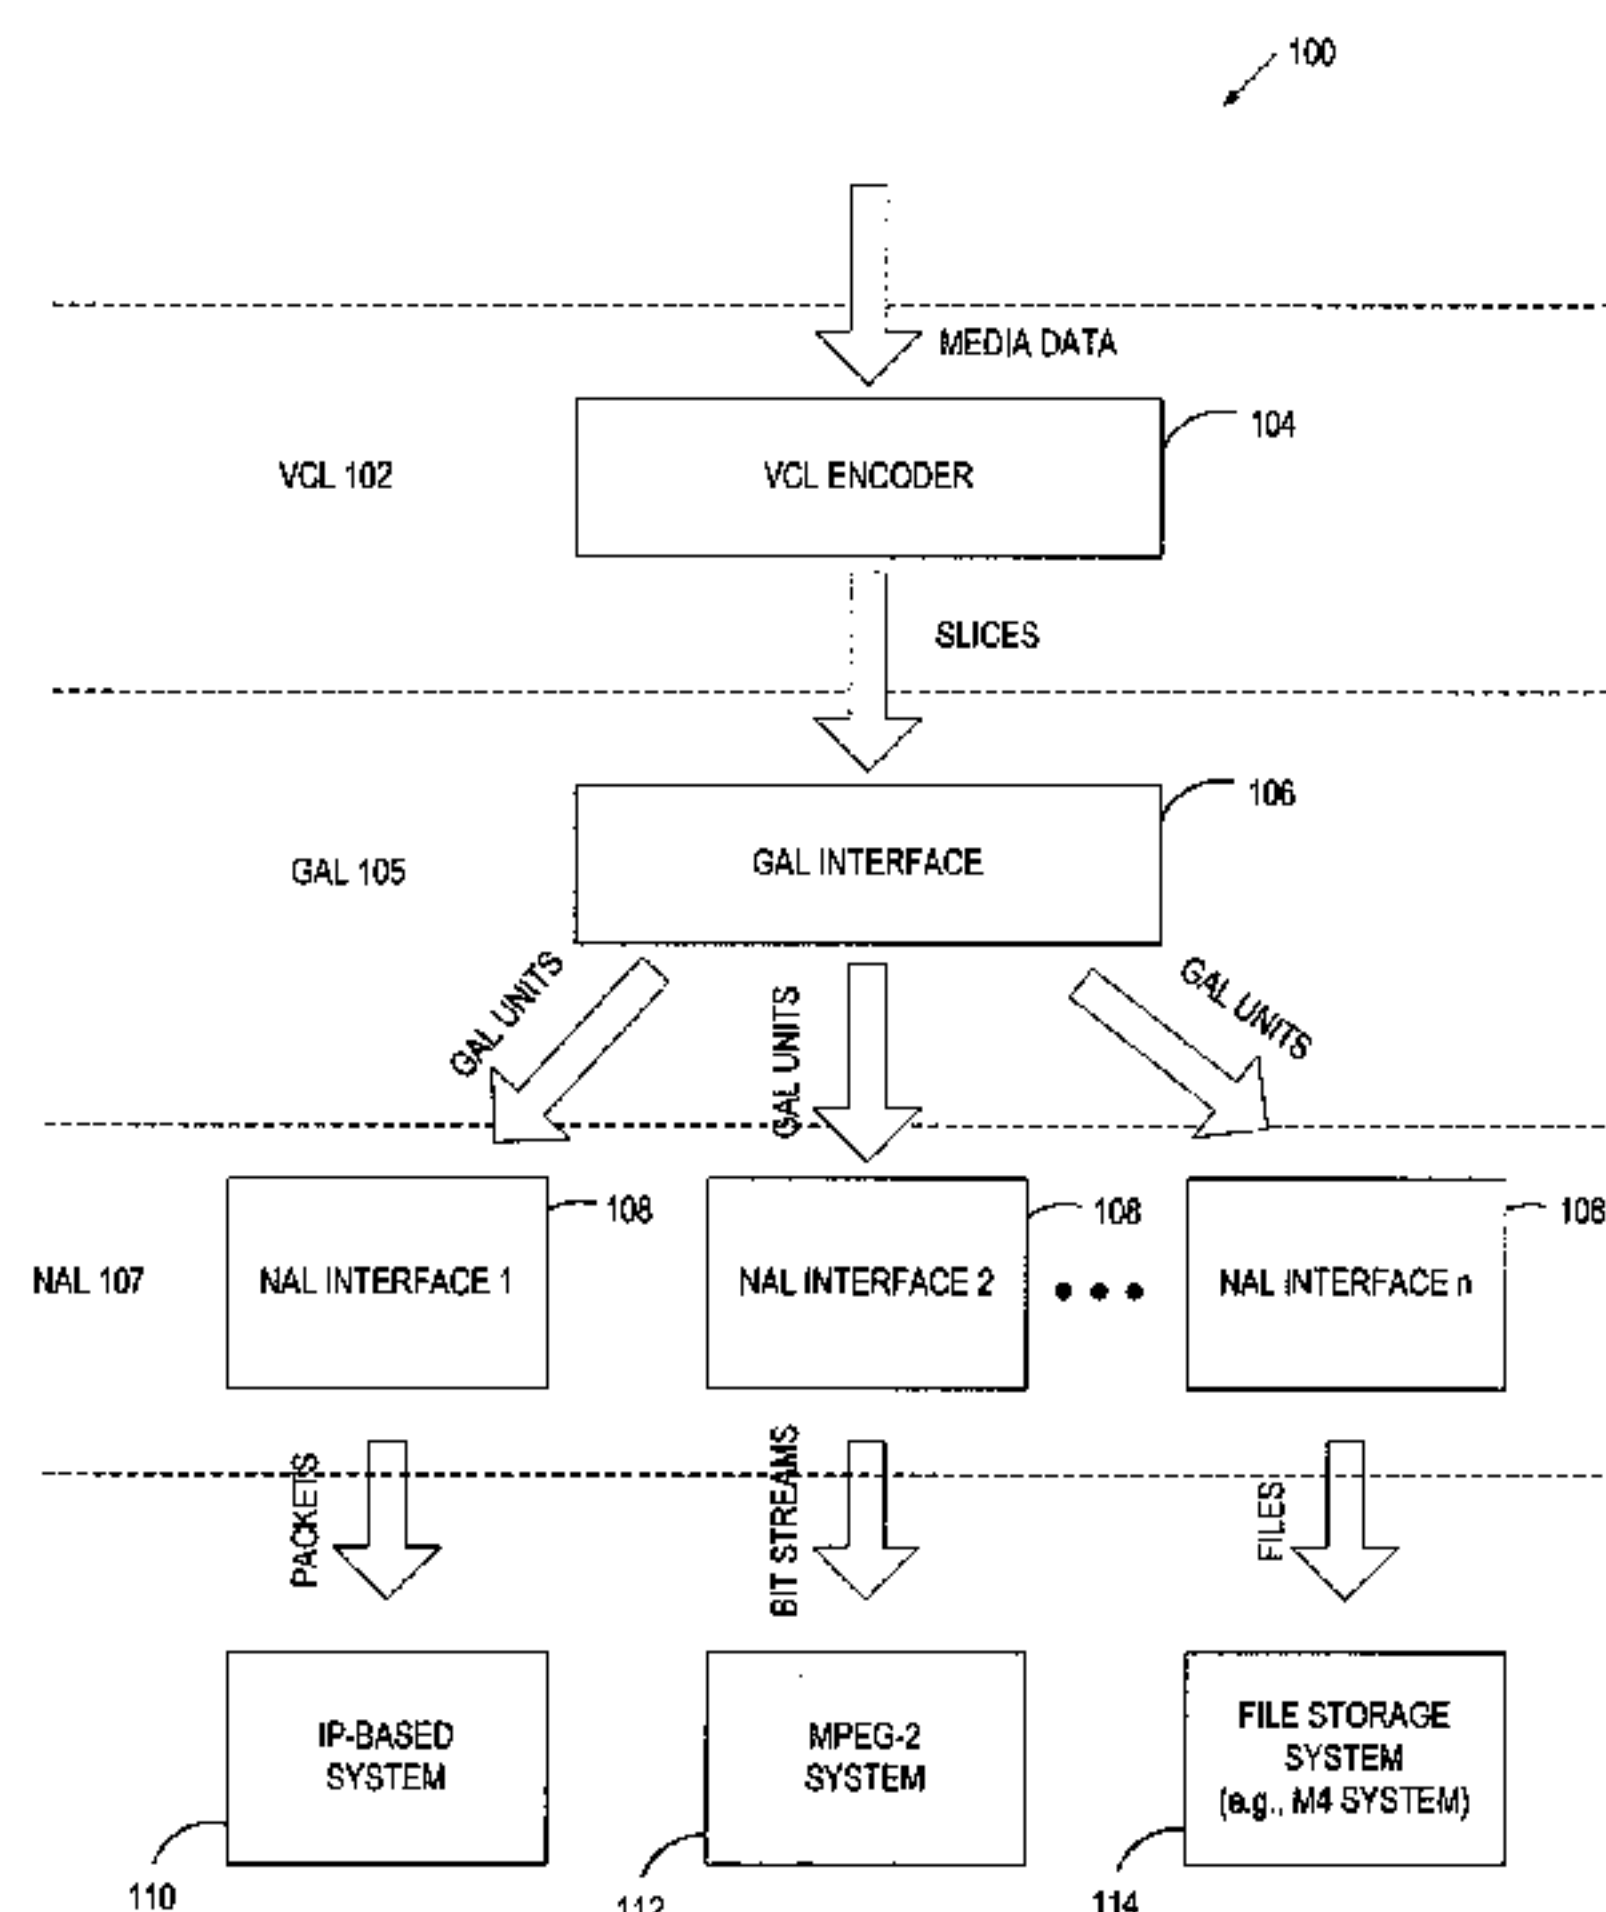 100
MEDIA DATA
104
VCL 102
VCL ENCODER
SLICES
106
GAL 105
GAL INTERFACE
GAL UNITS
GAL UNITS
GAL UNITS
108
108
108
NAL 107
NAL INTERFACE 1
NAL INTERFACE 2
NAL INTERFACE n
PACKETS
BIT STREAMS
FILES
IP-BASED
SYSTEM
MPEG-2
SYSTEM
FILE STORAGE
SYSTEM
(e.g., M4 SYSTEM)
110
112
114